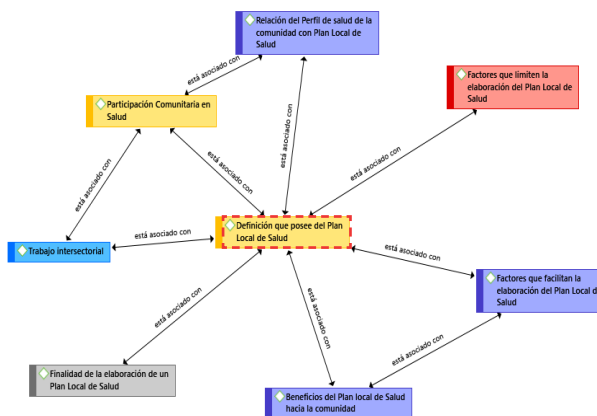 Relación del Perfil de salud de la
comunidad con Plan Local de
Salud
está asociado con
Factores que limiten la
elaboración del Plan Local de
Salud
está asociado con
Participación Comunitaria en
Salud
está asociado con
está asociado con
está asociado con
Definición que posee del Plan
Local de Salud
está asociado con
Trabajo intersectorial
está asociado con
está asociado con
Factores que facilitan la
elaboración del Plan Local de
Salud
está asociado con
está asociado con
Finalidad de la elaboración de un
Plan Local de Salud
está asociado con
Beneficios del Plan local de Salud
hacia la comunidad